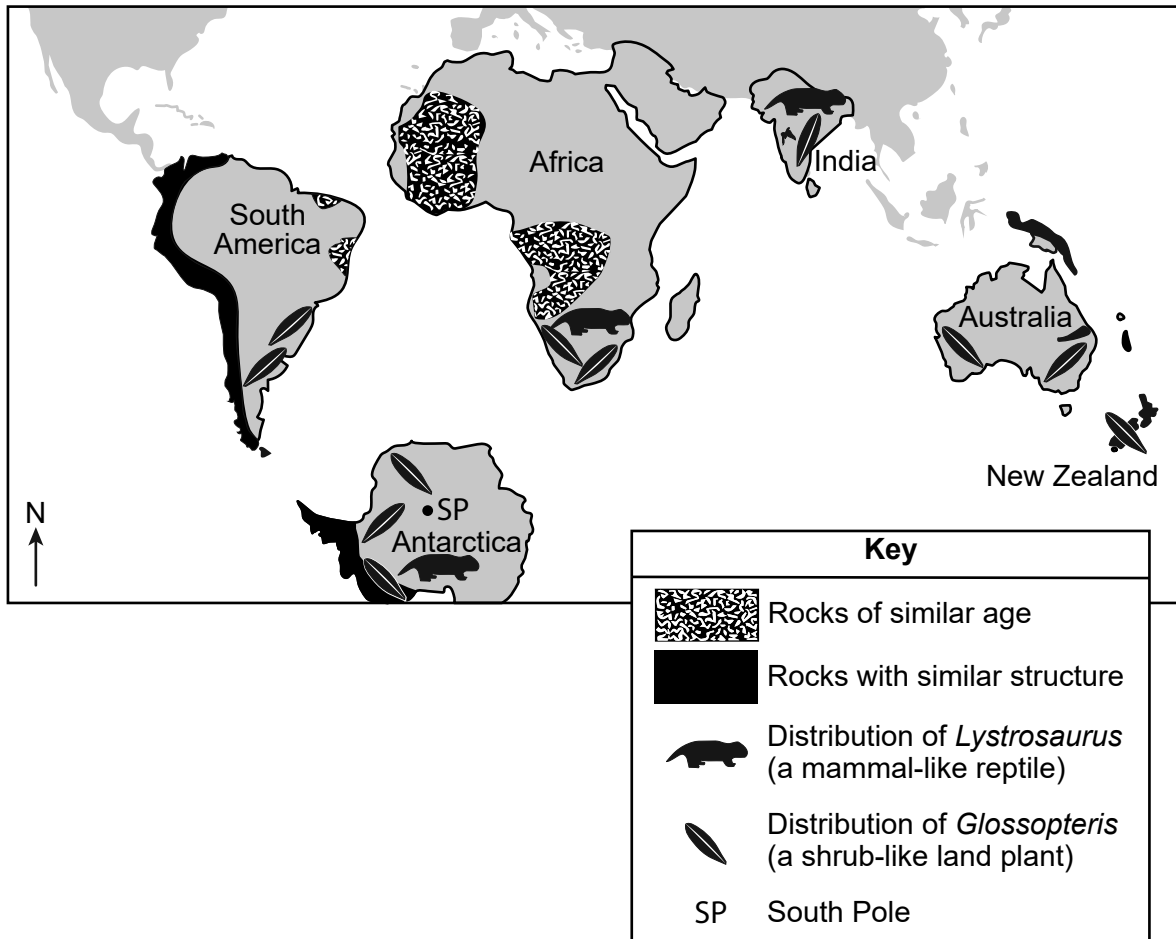 Africa
India
South
America
Australia
New Zealand
N
SP
Antarctica
Key
Rocks of similar age
Rocks with similar structure
Distribution of Lystrosaurus
(a mammal-like reptile)
Distribution of Glossopteris
(a shrub-like land plant)
SP South Pole